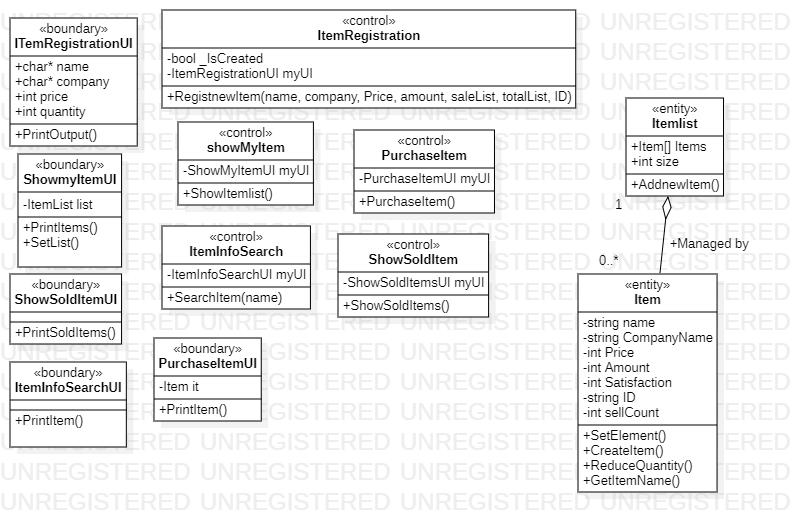 «boundary»
ITemRegistrationUI
+char* name
+char* company
+int price
+int quantity
+PrintOutput()
«control»
ItemRegistration
-bool _IsCreated
-ItemRegistrationUI myUI
+RegistnewItem(name, company, Price, amount, saleList, totalList, ID)
«boundary»
ShowmyItemUI
-ItemList list
+PrintItems()
+SetList()
«control»
showMyItem
-ShowMyItemUI myUI
+ShowItemlist()
«control»
PurchaseItem
-PurchaseItemUI myUI
+PurchaseItem()
«entity»
Itemlist
+Item[] Items
+int size
+AddnewItem()
1
+Managed by
0..*
«control»
ItemInfoSearch
-ItemInfoSearchUI myUI
+SearchItem(name)
«control»
ShowSoldItem
-ShowSoldItemsUI myUI
+ShowSoldItems()
«boundary»
ShowSoldItemUI
+PrintSoldItems()
«boundary»
ItemInfoSearchUI
+PrintItem()
«boundary»
PurchaseItemUI
-Item it
+PrintItem()
«entity»
Item
-string name
-string CompanyName
-int Price
-int Amount
-int Satisfaction
-string ID
-int sellCount
+SetElement()
+CreateItem()
+ReduceQuantity()
+GetItemName()
UNREGISTERED